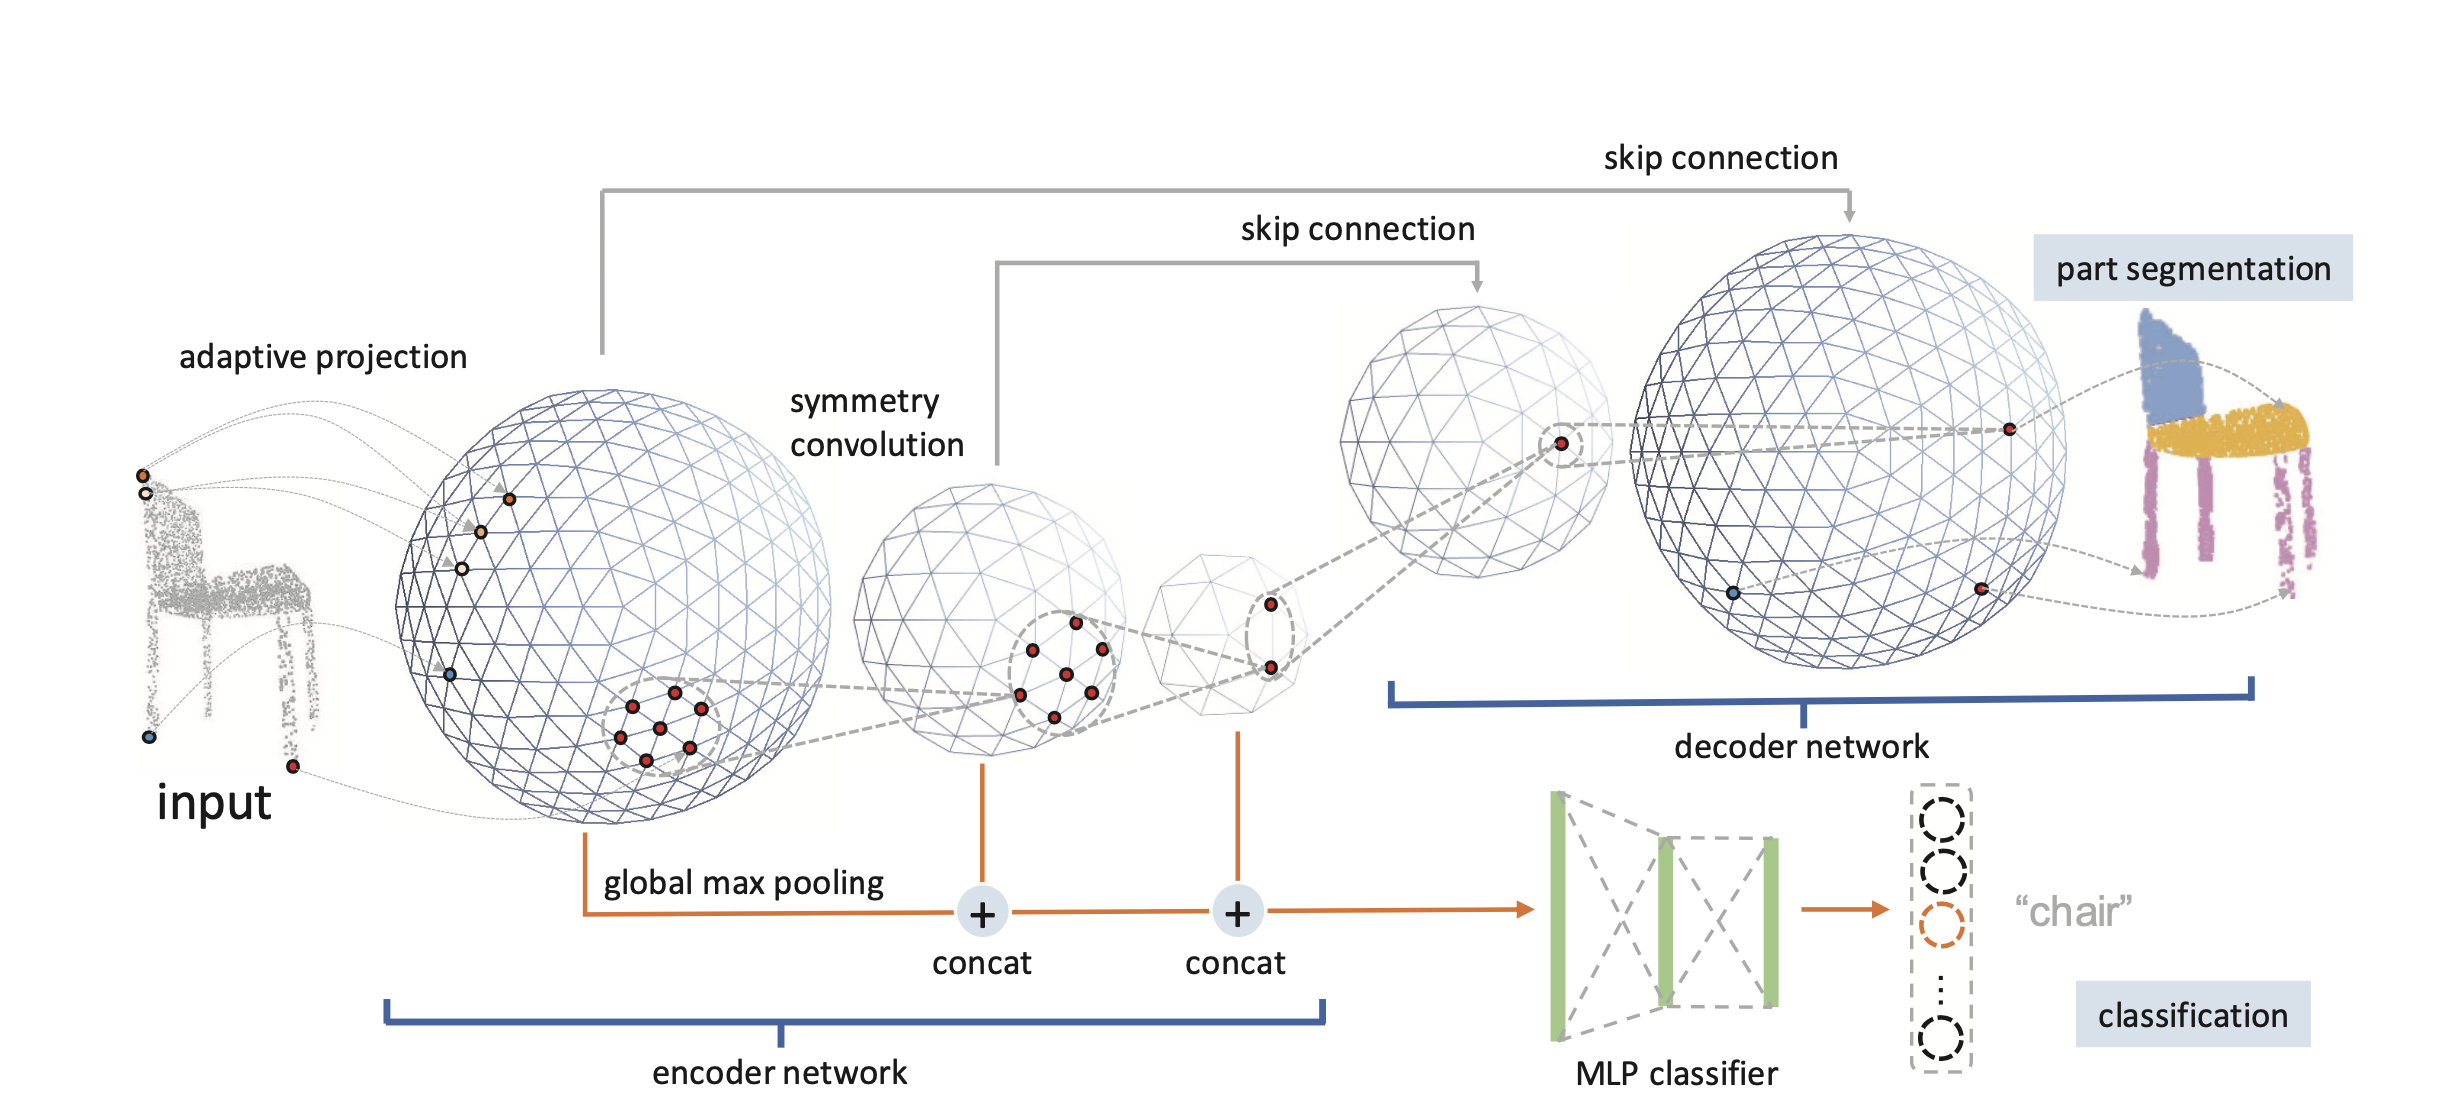 skip connection
skip connection
part segmentation
adaptive projection
symmetry
convolution
input
decoder network
global max pooling
+
+
concat
concat
“chair”
classification
encoder network
MLP classifier